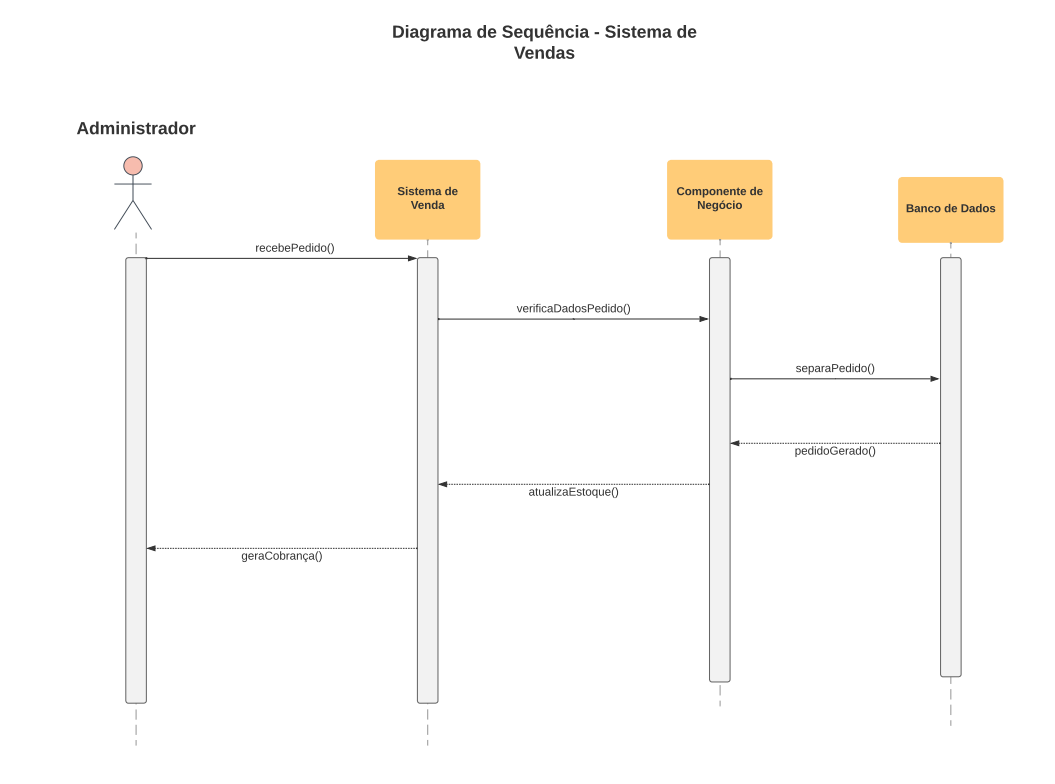 Diagrama de Sequência - Sistema de
Vendas
Administrador
Sistema de
Venda
Componente de
Negócio
Banco de Dados
recebePedido()
verificaDadosPedido()
separaPedido()
pedidoGerado()
atualizaEstoque()
geraCobrança()